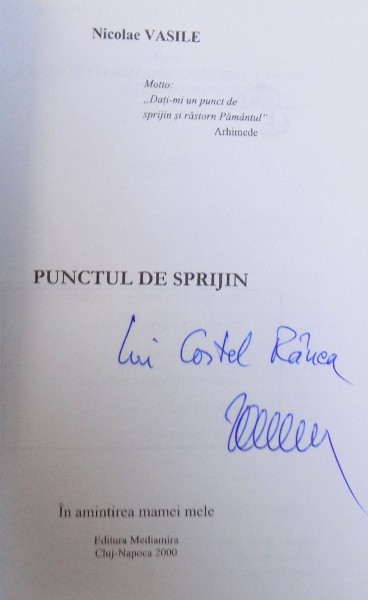 Nicolae VASILE
Motto:
„Dați-mi un punct de
sprijin și răstorn Pământul“
Arhimede
PUNCTUL DE SPRIJIN
Lui Costel Rânea
În amintirea mamei mele
Editura Mediamira
Cluj-Napoca 2000